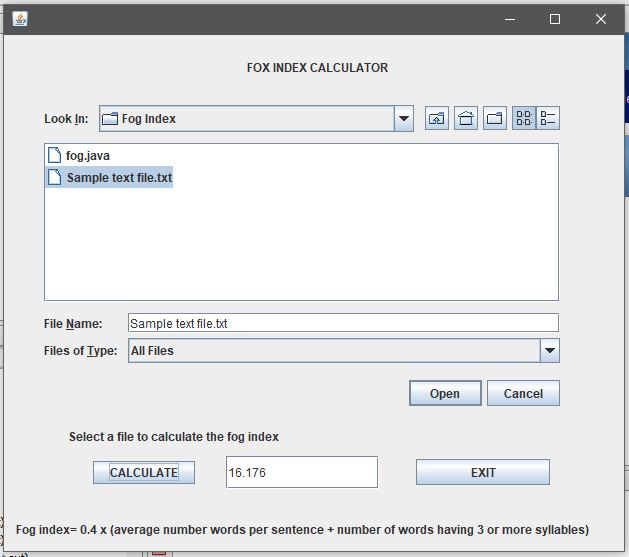 FOX INDEX CALCULATOR
Look In: Fog Index
fog.java
Sample text file.txt
File Name: Sample text file.txt
Files of Type: All Files
Open Cancel
Select a file to calculate the fog index
CALCULATE 16.176 EXIT
Fog index= 0.4 x (average number words per sentence + number of words having 3 or more syllables)